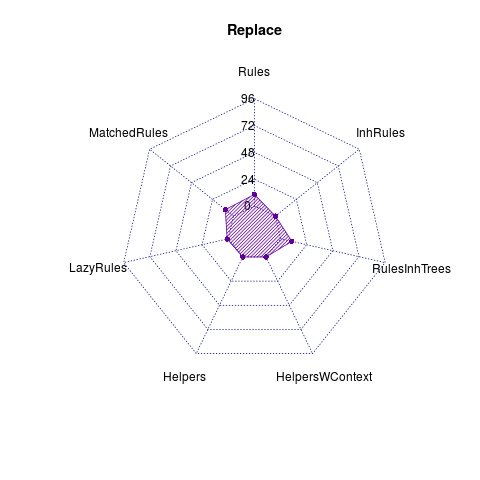 Replace
Rules
96
MatchedRules
InhRules
72
48
24
0
LazyRules
RulesInhTrees
Helpers
HelpersWContext